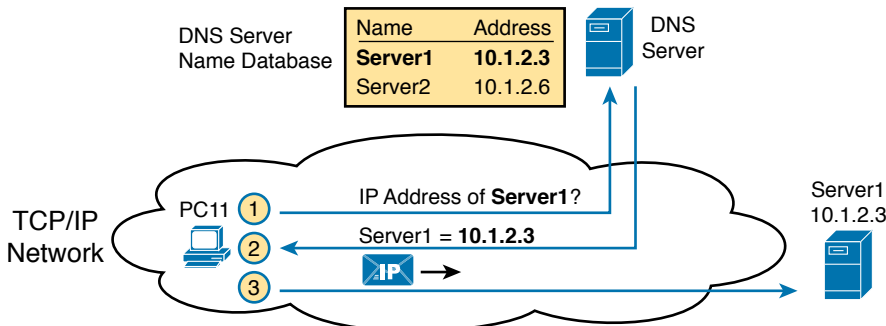 DNS Server
Name Database
Name Address
Server1 10.1.2.3
Server2 10.1.2.6
DNS
Server
TCP/IP
Network
PC11
1
IP Address of Server1?
2
Server1 = 10.1.2.3
IP
3
Server1
10.1.2.3